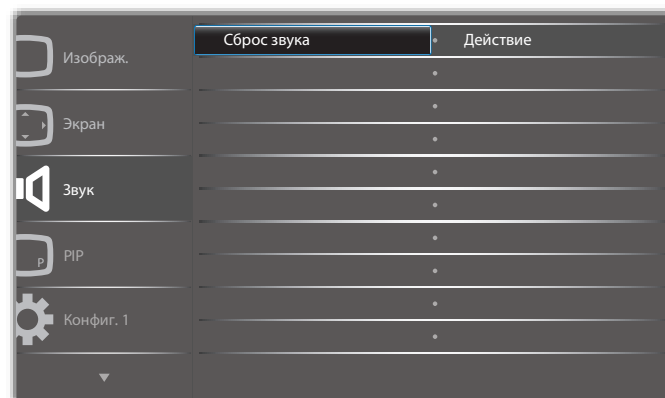 Изображ.
Экран
Звук
P
PIP
Конфиг. 1
Сброс звука
Действие